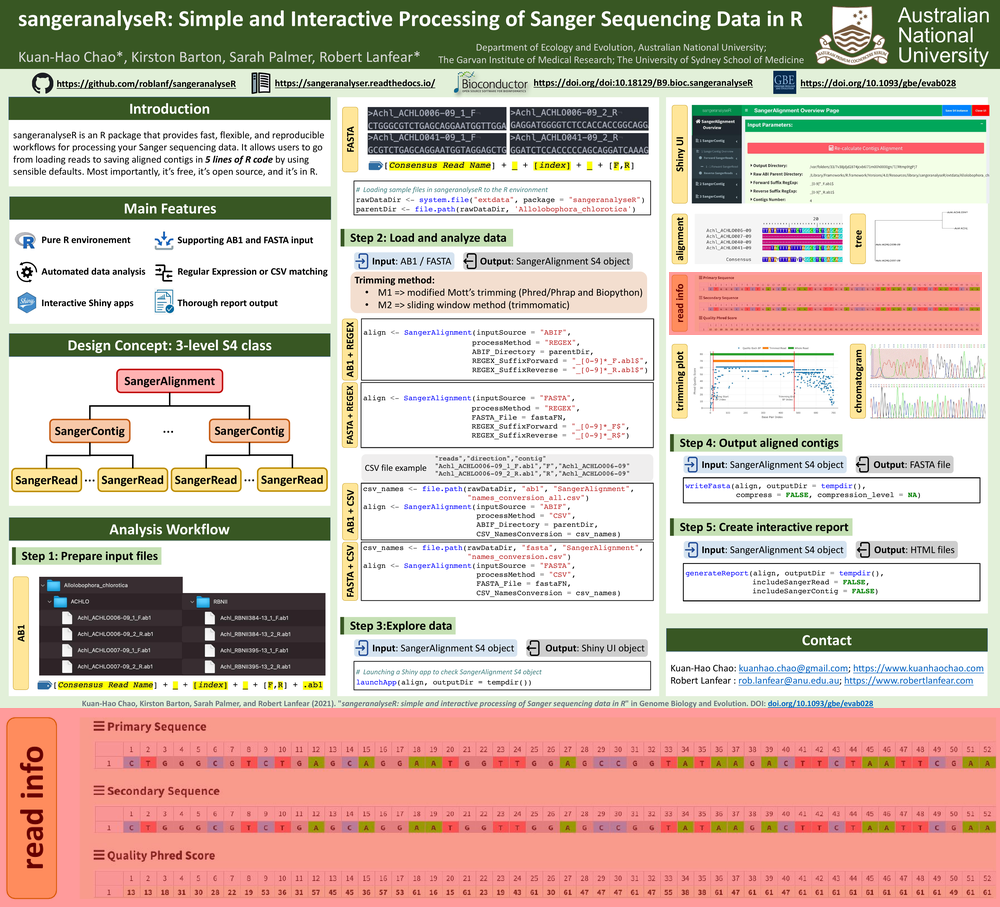 sangeranalyseR: Simple and Interactive Processing of Sanger Sequencing Data in R
Kuan-Hao Chao*, Kirston Barton, Sarah Palmer, Robert Lanfear*
Department of Ecology and Evolution, Australian National University;
The Garvan Institute of Medical Research; The University of Sydney School of Medicine
Australian
National
University
https://github.com/roblanf/sangeranalyseR
https://sangeranalyser.readthedocs.io/
Bioconductor
https://doi.org/doi:10.18129/B9.bioc.sangeranalyseR
GBE
https://doi.org/10.1093/gbe/evab028
Introduction
sangeranalyseR is an R package that provides fast, flexible, and reproducible
workflows for processing your Sanger sequencing data. It allows users to go
from loading reads to saving aligned contigs in 5 lines of R code by using
sensible defaults. Most importantly, it's free, it's open source, and it's in R.
Main Features
Pure R environement
Supporting AB1 and FASTA input
Automated data analysis
Regular Expression or CSV matching
Interactive Shiny apps
Thorough report output
Design Concept: 3-level S4 class
SangerAlignment
SangerContig ... SangerContig
SangerRead ... SangerRead SangerRead ... SangerRead
Analysis Workflow
Step 1: Prepare input files
AB1
Allolobophora_chlorotica
ACHLO
Achl_ACHLO006-09_1_F.ab1
Achl_ACHLO006-09_2_R.ab1
Achl_ACHLO007-09_1_F.ab1
Achl_ACHLO007-09_2_R.ab1
RBNII
Achl_RBNII384-13_1_F.ab1
Achl_RBNII384-13_2_R.ab1
Achl_RBNII395-13_1_F.ab1
Achl_RBNII395-13_2_R.ab1
[Consensus Read Name] + _ + [index] + _ + [F,R] + .ab1
FASTA
>Achl_ACHLO006-09_1_F
CTGGGCGTCTGAGCAGGAATGGTTGGA
>Achl_ACHLO006-09_2_R
GAGGATGGGGTCTCCACCACCGGCAGG
>Achl_ACHLO041-09_1_F
GCGTCTGAGCAGGAATGGTAGGCTG
>Achl_ACHLO041-09_2_R
GGATCTCCACCCCCAGCAGGATCAAAG
[Consensus Read Name] + _ + [index] + _ + [F,R]
# Loading sample files in sangeranalyseR to the R environment
rawDataDir <- system.file("extdata", package = "sangeranalyseR")
parentDir <- file.path(rawDataDir, 'Allolobophora_chlorotica')
Step 2: Load and analyze data
Input: AB1 / FASTA
Output: SangerAlignment S4 object
Trimming method:
• M1 => modified Mott's trimming (Phred/Phrap and Biopython)
• M2 => sliding window method (trimmomatic)
AB1 + REGEX
align <- SangerAlignment(inputSource = "ABIF",
processMethod = "REGEX",
ABIF_Directory = parentDir,
REGEX_SuffixForward = "_[0-9]*_F.ab1$",
REGEX_SuffixReverse = "_[0-9]*_R.ab1$")
FASTA + REGEX
align <- SangerAlignment(inputSource = "FASTA",
processMethod = "REGEX",
FASTA_File = fastaFN,
REGEX_SuffixForward = "_[0-9]*_F$",
REGEX_SuffixReverse = "_[0-9]*_R$")
CSV file example
"reads","direction","contig"
"Achl_ACHLO006-09_1_F.ab1","F","Achl_ACHLO006-09"
"Achl_ACHLO006-09_2_R.ab1","R","Achl_ACHLO006-09"
AB1 + CSV
csv_names <- file.path(rawDataDir, "ab1", "SangerAlignment",
"names_conversion_all.csv")
align <- SangerAlignment(inputSource = "ABIF",
processMethod = "CSV",
ABIF_Directory = parentDir,
CSV_NamesConversion = csv_names)
FASTA + CSV
csv_names <- file.path(rawDataDir, "fasta", "SangerAlignment",
"names_conversion.csv")
align <- SangerAlignment(inputSource = "FASTA",
processMethod = "CSV",
FASTA_File = fastaFN,
CSV_NamesConversion = csv_names)
Step 3:Explore data
Input: SangerAlignment S4 object
Output: Shiny UI object
# Launching a Shiny app to check SangerAlignment S4 object
launchApp(align, outputDir = tempdir())
Shiny UI
SangerAlignment Overview Page
SangerAlignment
Overview
Input Parameters:
Re-calculate Contigs Alignment
Output Directory:
Raw ABI Parent Directory:
Forward Suffix RegExp:
Reverse Suffix RegExp:
Contigs Number:
alignment
20
Achl_ACHLO006-09
Achl_ACHLO007-09
Achl_ACHLO040-09
Achl_ACHLO041-09
Consensus
tree
read info
Primary Sequence
Secondary Sequence
Quality Phred Score
trimming plot
chromatogram
Step 4: Output aligned contigs
Input: SangerAlignment S4 object
Output: FASTA file
writeFasta(align, outputDir = tempdir(),
compress = FALSE, compression_level = NA)
Step 5: Create interactive report
Input: SangerAlignment S4 object
Output: HTML files
generateReport(align, outputDir = tempdir(),
includeSangerRead = FALSE,
includeSangerContig = FALSE)
Contact
Kuan-Hao Chao: kuanhao.chao@gmail.com; https://www.kuanhaochao.com
Robert Lanfear : rob.lanfear@anu.edu.au; https://www.robertlanfear.com
Kuan-Hao Chao, Kirston Barton, Sarah Palmer, and Robert Lanfear (2021). "sangeranalyseR: simple and interactive processing of Sanger sequencing data in R" in Genome Biology and Evolution. DOI: doi.org/10.1093/gbe/evab028
read info
Primary Sequence
1 2 3 4 5 6 7 8 9 10 11 12 13 14 15 16 17 18 19 20 21 22 23 24 25 26 27 28 29 30 31 32 33 34 35 36 37 38 39 40 41 42 43 44 45 46 47 48 49 50 51 52
1 C T G G G C G T C T G A G C A G G A A T G G T T G G A G C C G G T A T A A G A C T T C T A A T T C G A A
Secondary Sequence
1 2 3 4 5 6 7 8 9 10 11 12 13 14 15 16 17 18 19 20 21 22 23 24 25 26 27 28 29 30 31 32 33 34 35 36 37 38 39 40 41 42 43 44 45 46 47 48 49 50 51 52
1 C T G G G C G T C T G A G C A G G A A T G G T T G G A G C C G G T A T A A G A C T T C T A A T T C G A A
Quality Phred Score
1 2 3 4 5 6 7 8 9 10 11 12 13 14 15 16 17 18 19 20 21 22 23 24 25 26 27 28 29 30 31 32 33 34 35 36 37 38 39 40 41 42 43 44 45 46 47 48 49 50 51 52
1 13 13 18 31 30 28 22 19 53 36 31 57 45 45 36 57 53 61 16 15 61 23 19 43 61 30 61 47 47 61 47 61 55 38 38 61 61 47 61 47 61 61 61 61 61 61 61 61 61 61 49 61